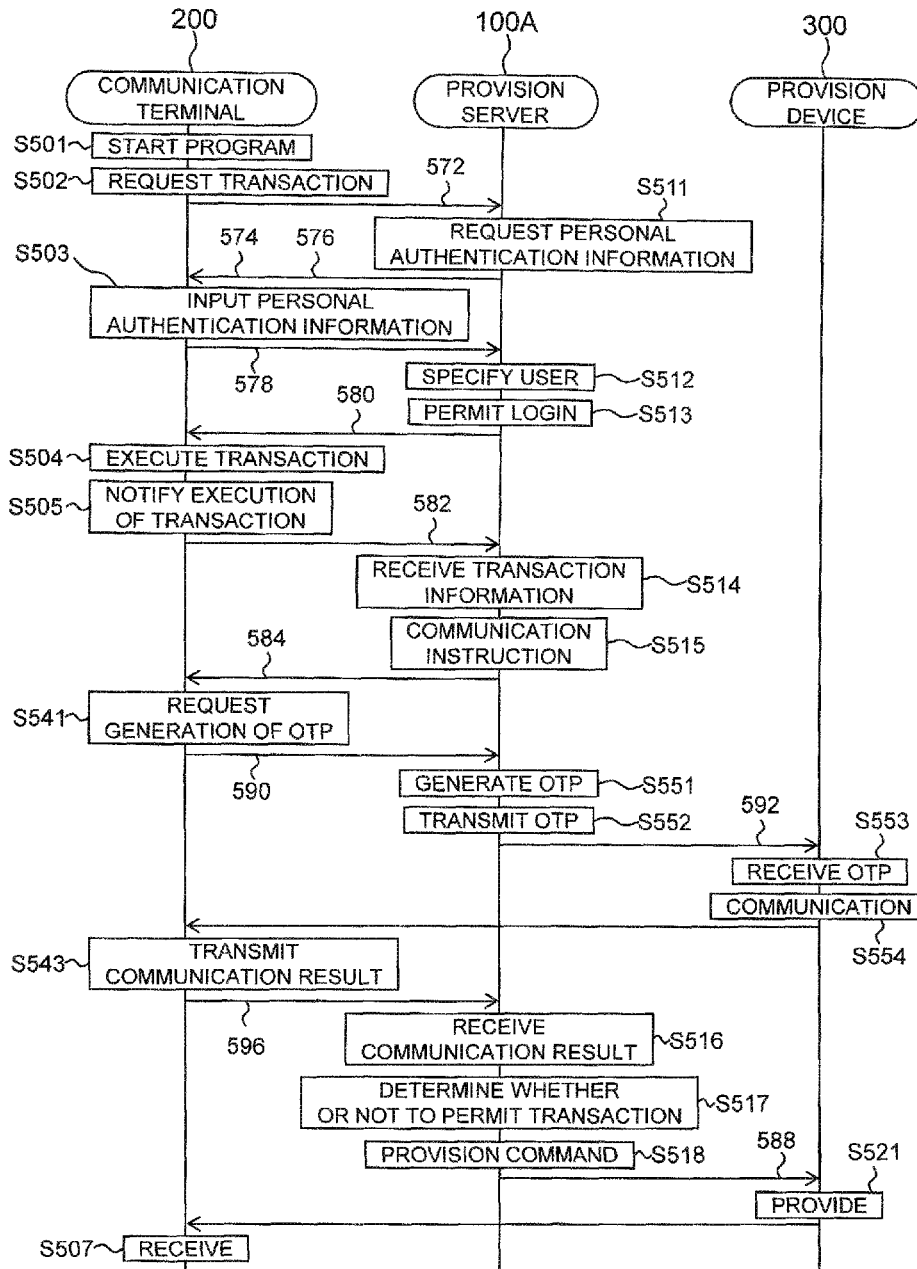 200
100A
300
COMMUNICATION
TERMINAL
PROVISION
SERVER
PROVISION
DEVICE
S501
START PROGRAM
S502
REQUEST TRANSACTION
572
S511
REQUEST PERSONAL
AUTHENTICATION INFORMATION
S503
574
576
INPUT PERSONAL
AUTHENTICATION INFORMATION
578
SPECIFY USER
S512
580
PERMIT LOGIN
S513
S504
EXECUTE TRANSACTION
S505
NOTIFY EXECUTION
OF TRANSACTION
582
RECEIVE TRANSACTION
INFORMATION
S514
584
COMMUNICATION
INSTRUCTION
S515
S541
REQUEST
GENERATION OF OTP
590
GENERATE OTP
S551
TRANSMIT OTP
S552
592
S553
RECEIVE OTP
COMMUNICATION
S554
S543
TRANSMIT
COMMUNICATION RESULT
596
RECEIVE
COMMUNICATION RESULT
S516
DETERMINE WHETHER
OR NOT TO PERMIT TRANSACTION
S517
PROVISION COMMAND
S518
588
S521
PROVIDE
S507
RECEIVE